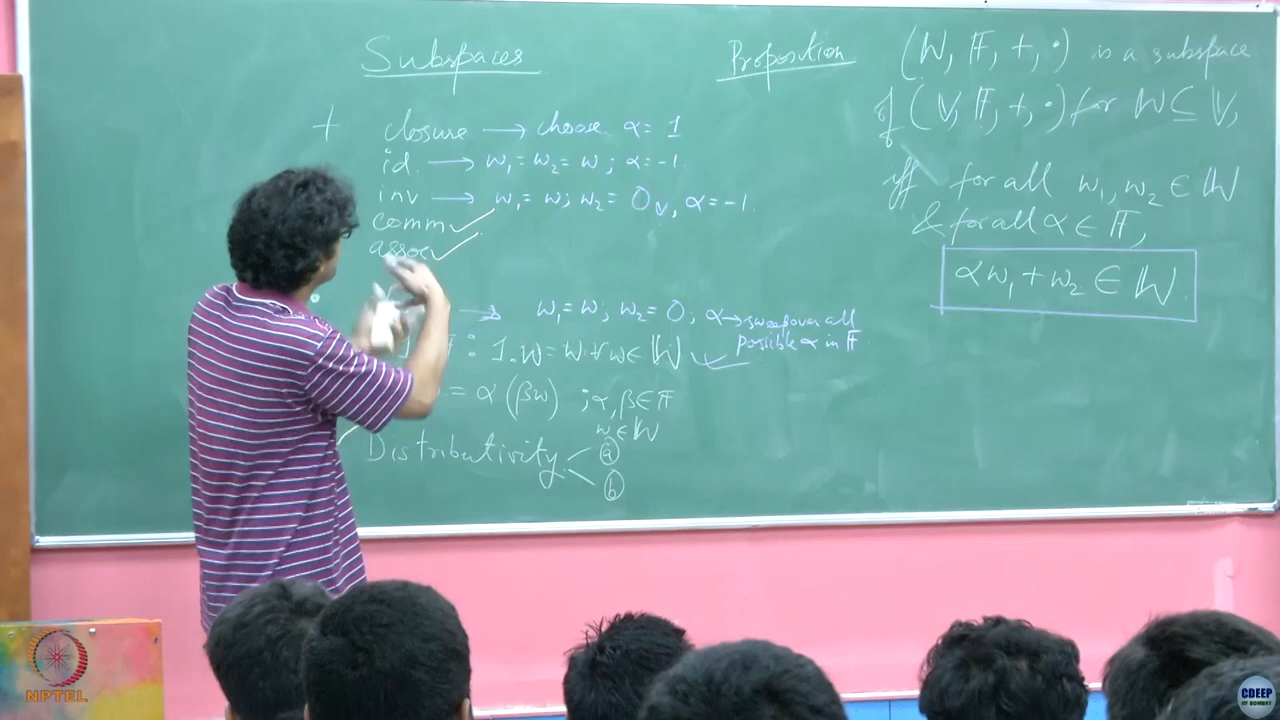 Subspaces
+ closure → choose α = 1
id. → w₁ = w₂ = w ; α = -1
inv → w₁ = w; w₂ = 0ᵥ, α = -1.
comm ✓
assoc ✓
→ w₁ = w; w₂ = 0; α → sweep over all
possible α in 𝔽
: 1·w = w ∀ w ∈ 𝕎 ✓
= α(βw) ; α, β ∈ 𝔽
w ∈ 𝕎
Distributivity ⓐ
ⓑ
Proposition (𝕎, 𝔽, +, ·) is a subspace
of (𝕍, 𝔽, +, ·) for 𝕎 ⊆ 𝕍,
iff for all w₁, w₂ ∈ 𝕎
& for all α ∈ 𝔽,
αw₁ + w₂ ∈ 𝕎.
NPTEL
CDEEP
IIT BOMBAY